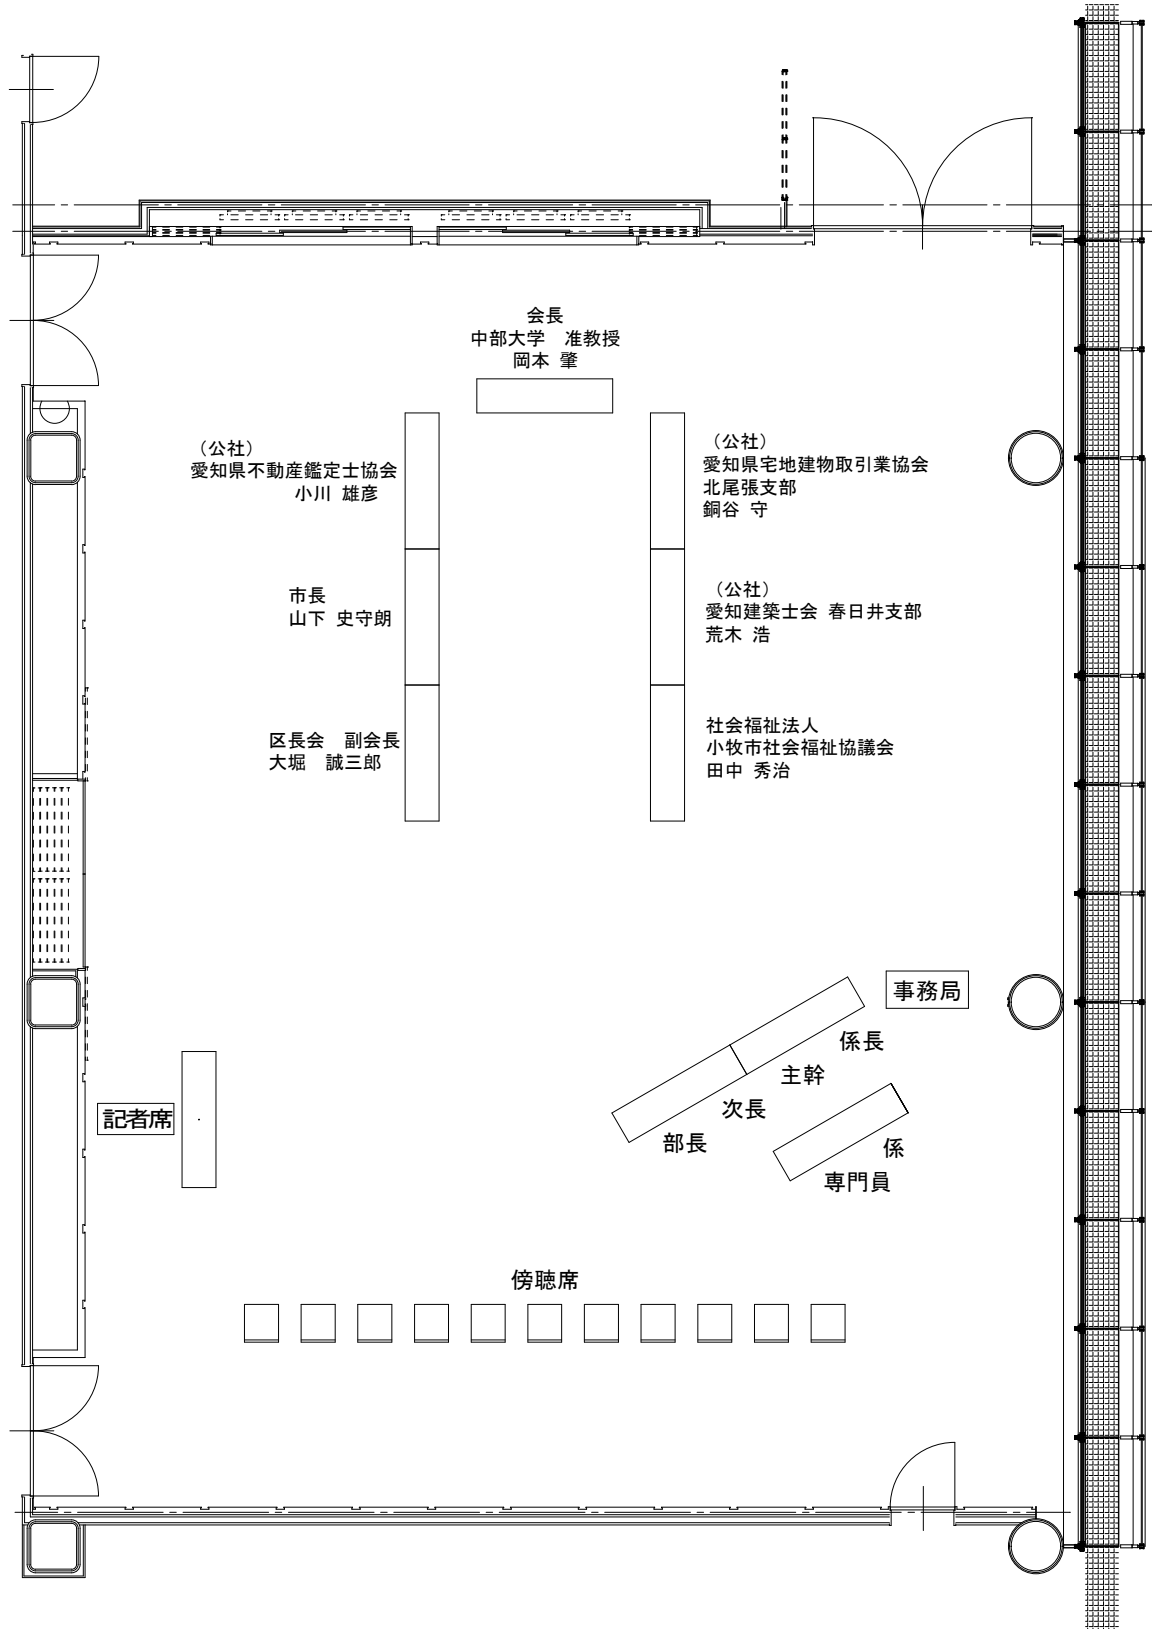 会長
中部大学　准教授
岡本 肇
（公社）
愛知県不動産鑑定士協会
小川 雄彦
（公社）
愛知県宅地建物取引業協会
北尾張支部
銅谷 守
市長
山下 史守朗
（公社）
愛知建築士会 春日井支部
荒木 浩
区長会　副会長
大堀　誠三郎
社会福祉法人
小牧市社会福祉協議会
田中 秀治
事務局
係長
主幹
次長
部長
係
専門員
記者席
傍聴席